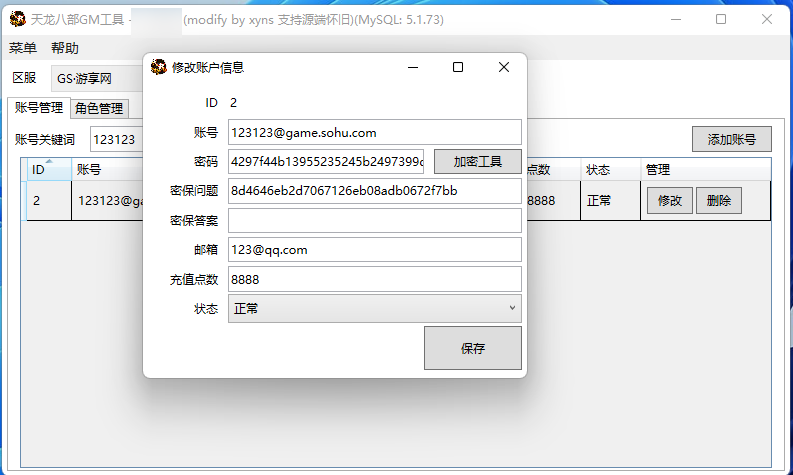 天龙八部GM工具 - (modify by xyns 支持源端怀旧)(MySQL: 5.1.73)
菜单 帮助
区服 GS·游享网
账号管理 角色管理
账号关键词 123123 添加账号
ID 账号 点数 状态 管理
2 123123@ga 8888 正常 修改 删除
修改账户信息
ID 2
账号 123123@game.sohu.com
密码 4297f44b13955235245b2497399c 加密工具
密保问题 8d4646eb2d7067126eb08adb0672f7bb
密保答案
邮箱 123@qq.com
充值点数 8888
状态 正常
保存